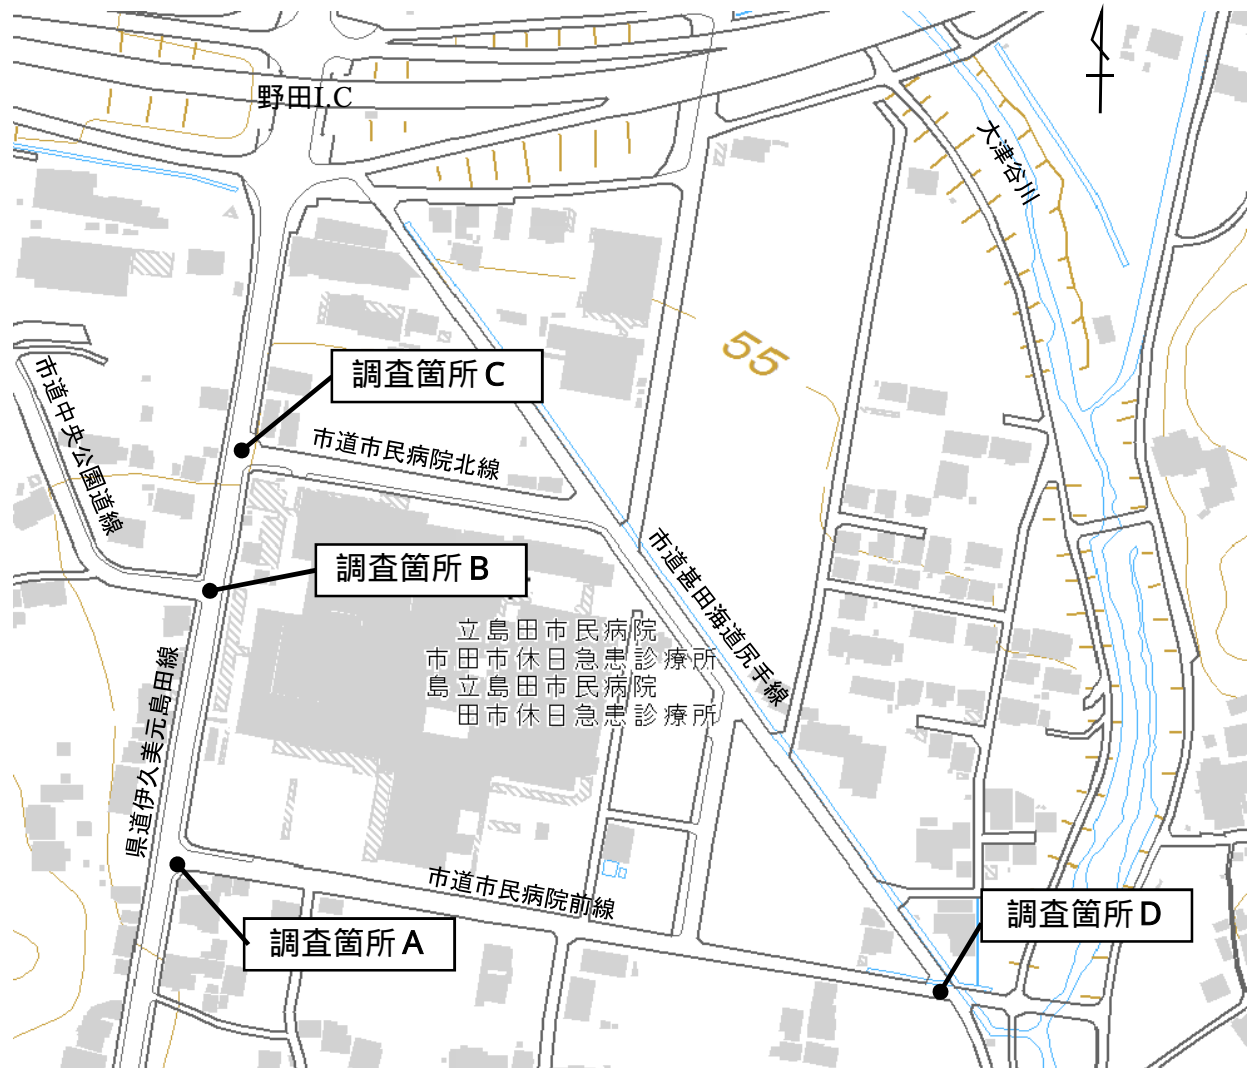 野田I.C
大津谷川
55
調査箇所C
市道中央公園道線
市道市民病院北線
調査箇所B
市道甚田海道尻手線
立島田市民病院
市田市休日急患診療所
島立島田市民病院
田市休日急患診療所
県道伊久美元島田線
市道市民病院前線
調査箇所D
調査箇所A